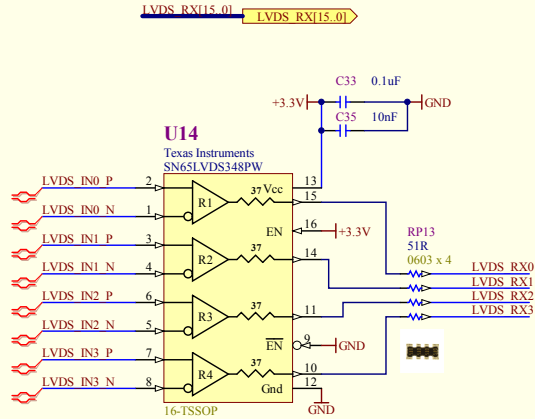 LVDS_RX[15..0] LVDS_RX[15..0]
C33 0.1uF
+3.3V GND
C35 10nF
U14
Texas Instruments
SN65LVDS348PW
LVDS_IN0_P 2 R1 37 Vcc 13
15
LVDS_IN0_N 1 EN 16 +3.3V
RP13
51R
0603 x 4
LVDS_IN1_P 3 R2 37 14
LVDS_IN1_N 4
LVDS_RX0
LVDS_RX1
LVDS_RX2
LVDS_RX3
LVDS_IN2_P 6 R3 37 11
LVDS_IN2_N 5 EN 9 GND
LVDS_IN3_P 7 R4 37 10
LVDS_IN3_N 8 Gnd 12
16-TSSOP GND